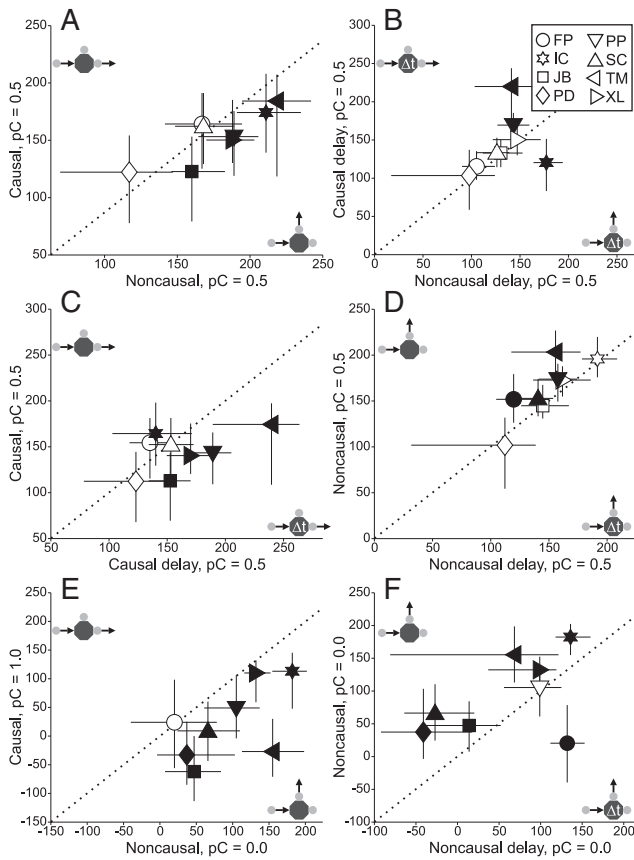 A
Causal, pC = 0.5
250
200
150
100
50
100
150
200
250
Noncausal, pC = 0.5
B
Causal delay, pC = 0.5
300
250
200
150
100
50
0
0
50
100
150
200
250
Noncausal delay, pC = 0.5
Δt
Δt
FP
IC
JB
PD
PP
SC
TM
XL
C
Causal, pC = 0.5
300
250
200
150
100
50
50
100
150
200
250
Causal delay, pC = 0.5
Δt
D
Noncausal, pC = 0.5
250
200
150
100
50
0
0
50
100
150
200
Noncausal delay, pC = 0.5
Δt
E
Causal, pC = 1.0
250
200
150
100
50
0
-50
-100
-150
-150
-100
-50
0
50
100
150
200
Noncausal, pC = 0.0
F
Noncausal, pC = 0.0
250
200
150
100
50
0
-50
-100
-100
-50
0
50
100
150
200
Noncausal delay, pC = 0.0
Δt